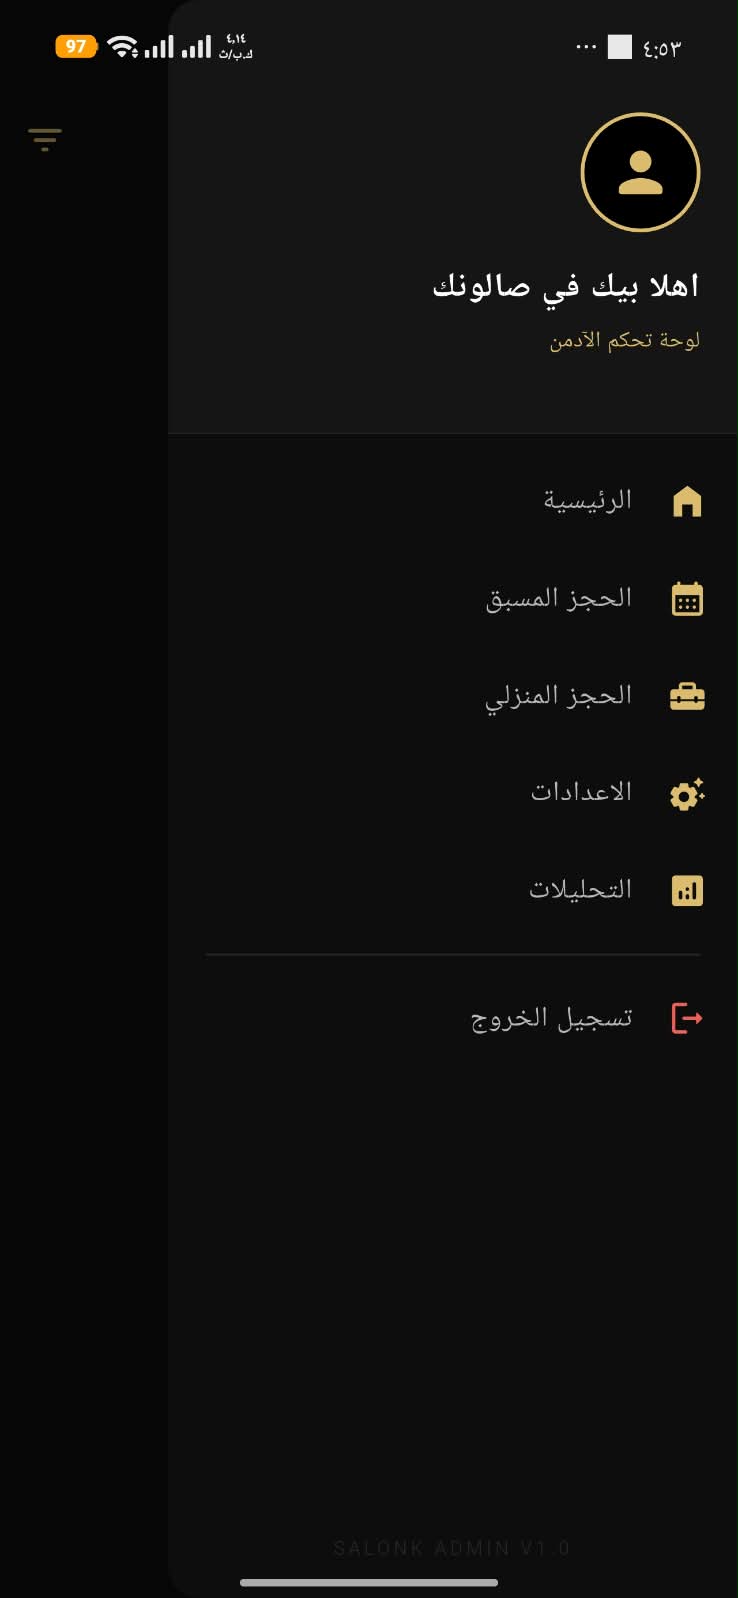 97
٤,١٤
ك.ب/ث
٤:٥٣
اهلا بيك في صالونك
لوحة تحكم الآدمن
الرئيسية
الحجز المسبق
الحجز المنزلي
الاعدادات
التحليلات
تسجيل الخروج
SALONK ADMIN V1.0